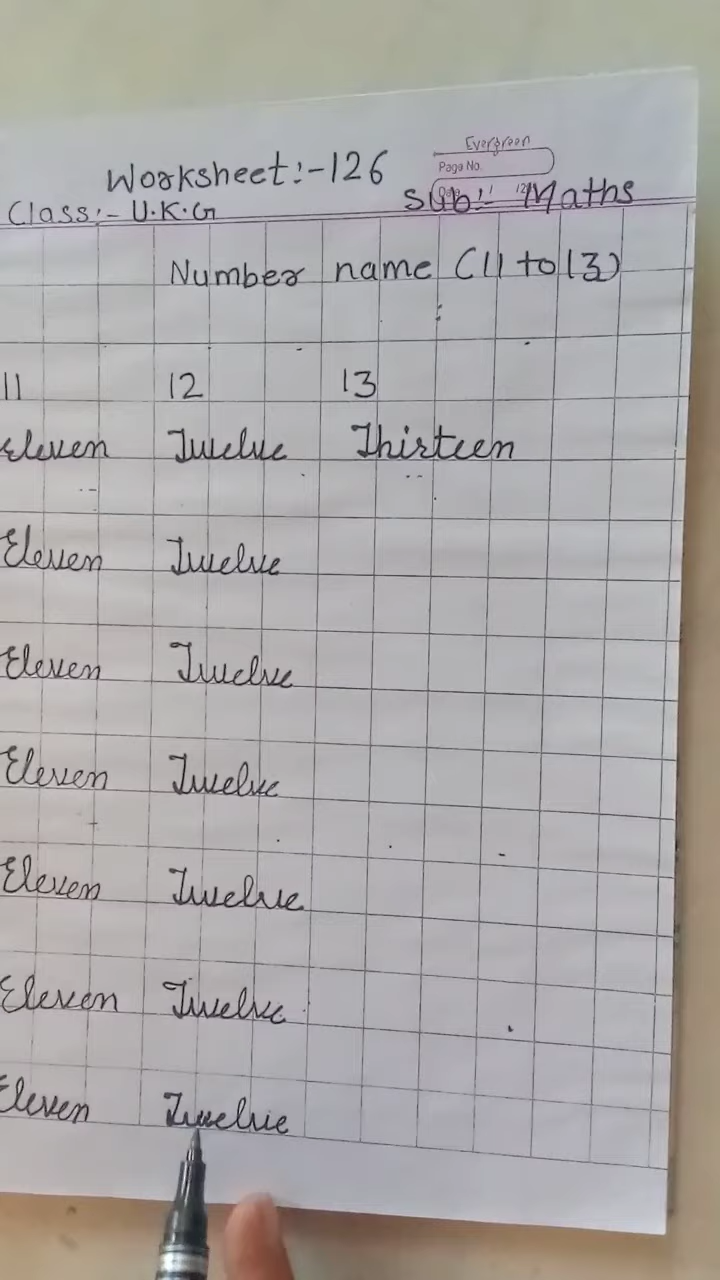 Evergreen
Worksheet:-126 Page No.
Class:- U.K.G Sub:- Maths
Number name (11 to 13)
11 12 13
Eleven Twelve Thirteen
Eleven Twelve
Eleven Twelve
Eleven Twelve
Eleven Twelve
Eleven Twelve
Eleven Twelve